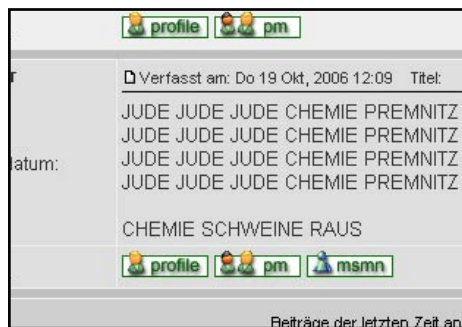 profile pm
Verfasst am: Do 19 Okt, 2006 12:09 Titel:
JUDE JUDE JUDE CHEMIE PREMNITZ
JUDE JUDE JUDE CHEMIE PREMNITZ
datum:
JUDE JUDE JUDE CHEMIE PREMNITZ
JUDE JUDE JUDE CHEMIE PREMNITZ
CHEMIE SCHWEINE RAUS
profile pm msmn
Beiträge der letzten Zeit an